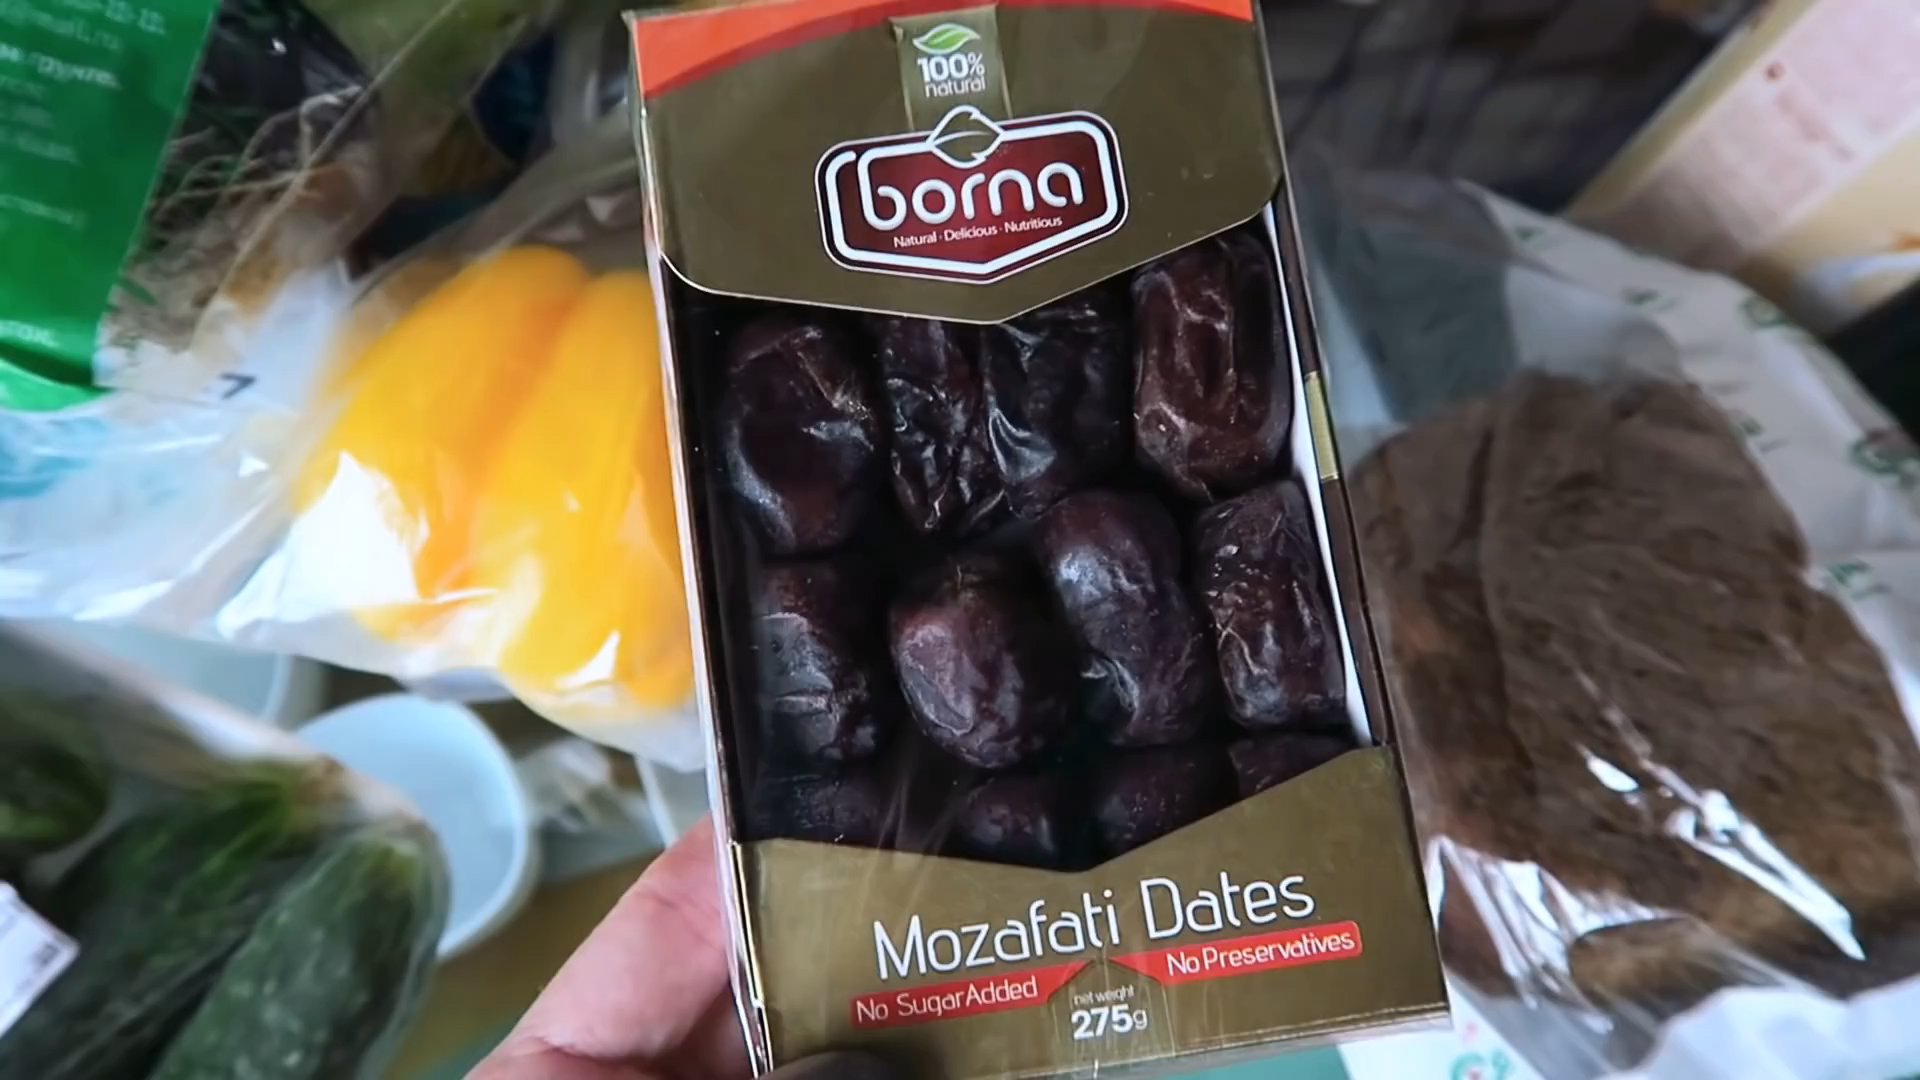 100%
natural
borna
Natural · Delicious · Nutritious
Mozafati Dates
No Sugar Added
No Preservatives
net weight
275g